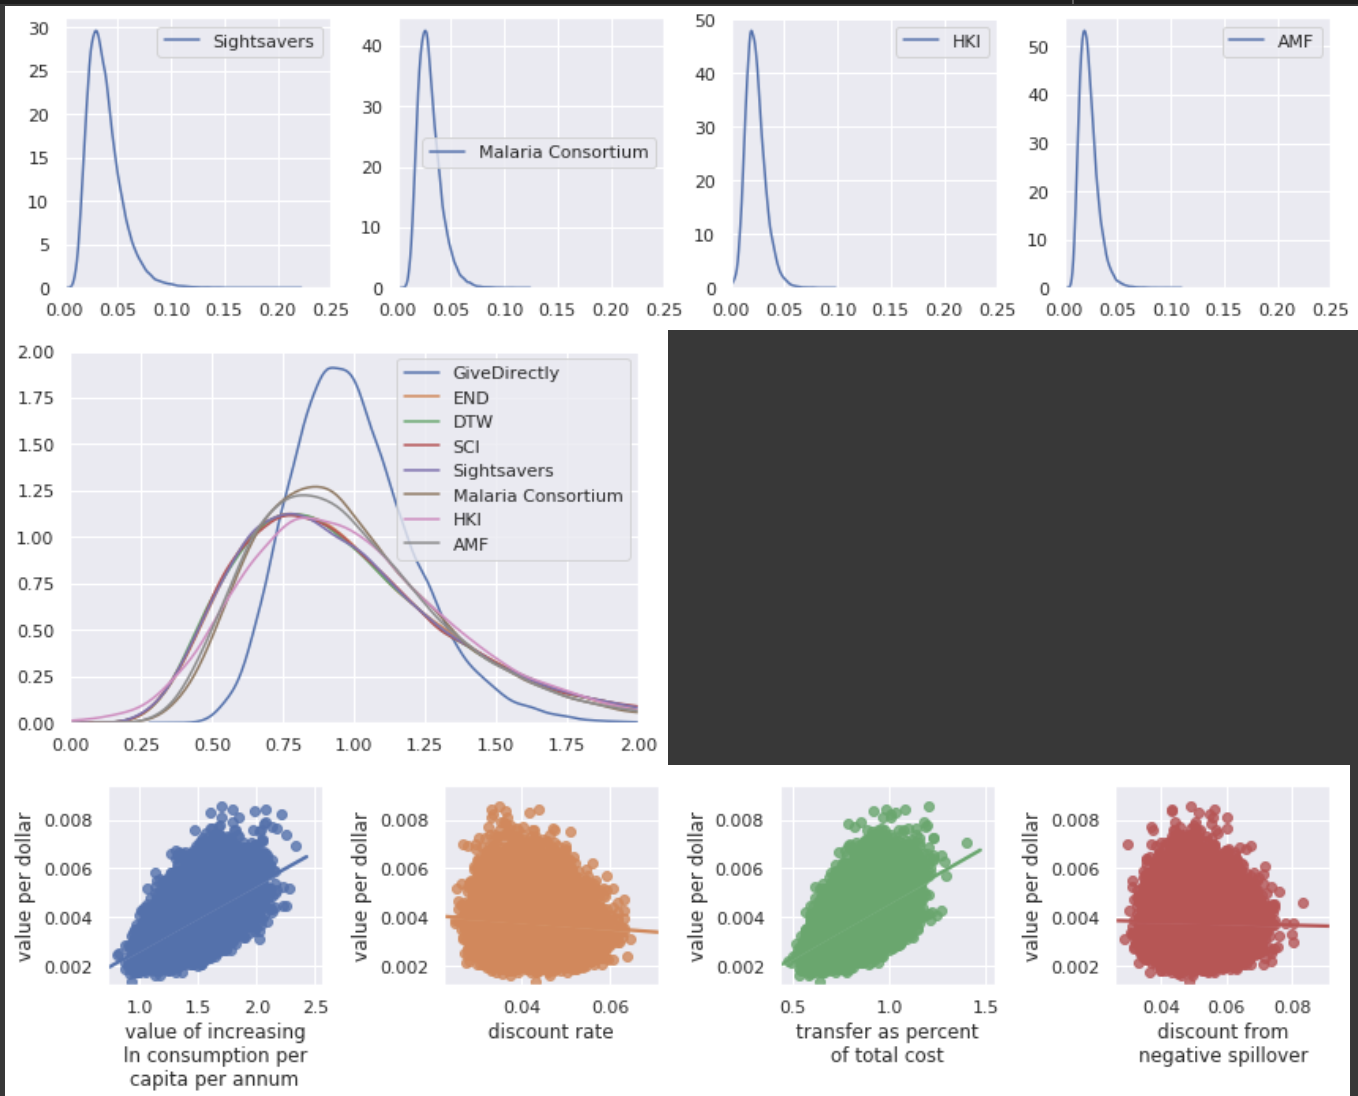 30
25
20
15
10
5
0
0.00 0.05 0.10 0.15 0.20 0.25
Sightsavers
40
30
20
10
0
0.00 0.05 0.10 0.15 0.20 0.25
Malaria Consortium
50
40
30
20
10
0
0.00 0.05 0.10 0.15 0.20 0.25
HKI
50
40
30
20
10
0
0.00 0.05 0.10 0.15 0.20 0.25
AMF
2.00
1.75
1.50
1.25
1.00
0.75
0.50
0.25
0.00
0.00 0.25 0.50 0.75 1.00 1.25 1.50 1.75 2.00
GiveDirectly
END
DTW
SCI
Sightsavers
Malaria Consortium
HKI
AMF
value per dollar
0.008
0.006
0.004
0.002
1.0 1.5 2.0 2.5
value of increasing
ln consumption per
capita per annum
value per dollar
0.008
0.006
0.004
0.002
0.04 0.06
discount rate
value per dollar
0.008
0.006
0.004
0.002
0.5 1.0 1.5
transfer as percent
of total cost
value per dollar
0.008
0.006
0.004
0.002
0.04 0.06 0.08
discount from
negative spillover